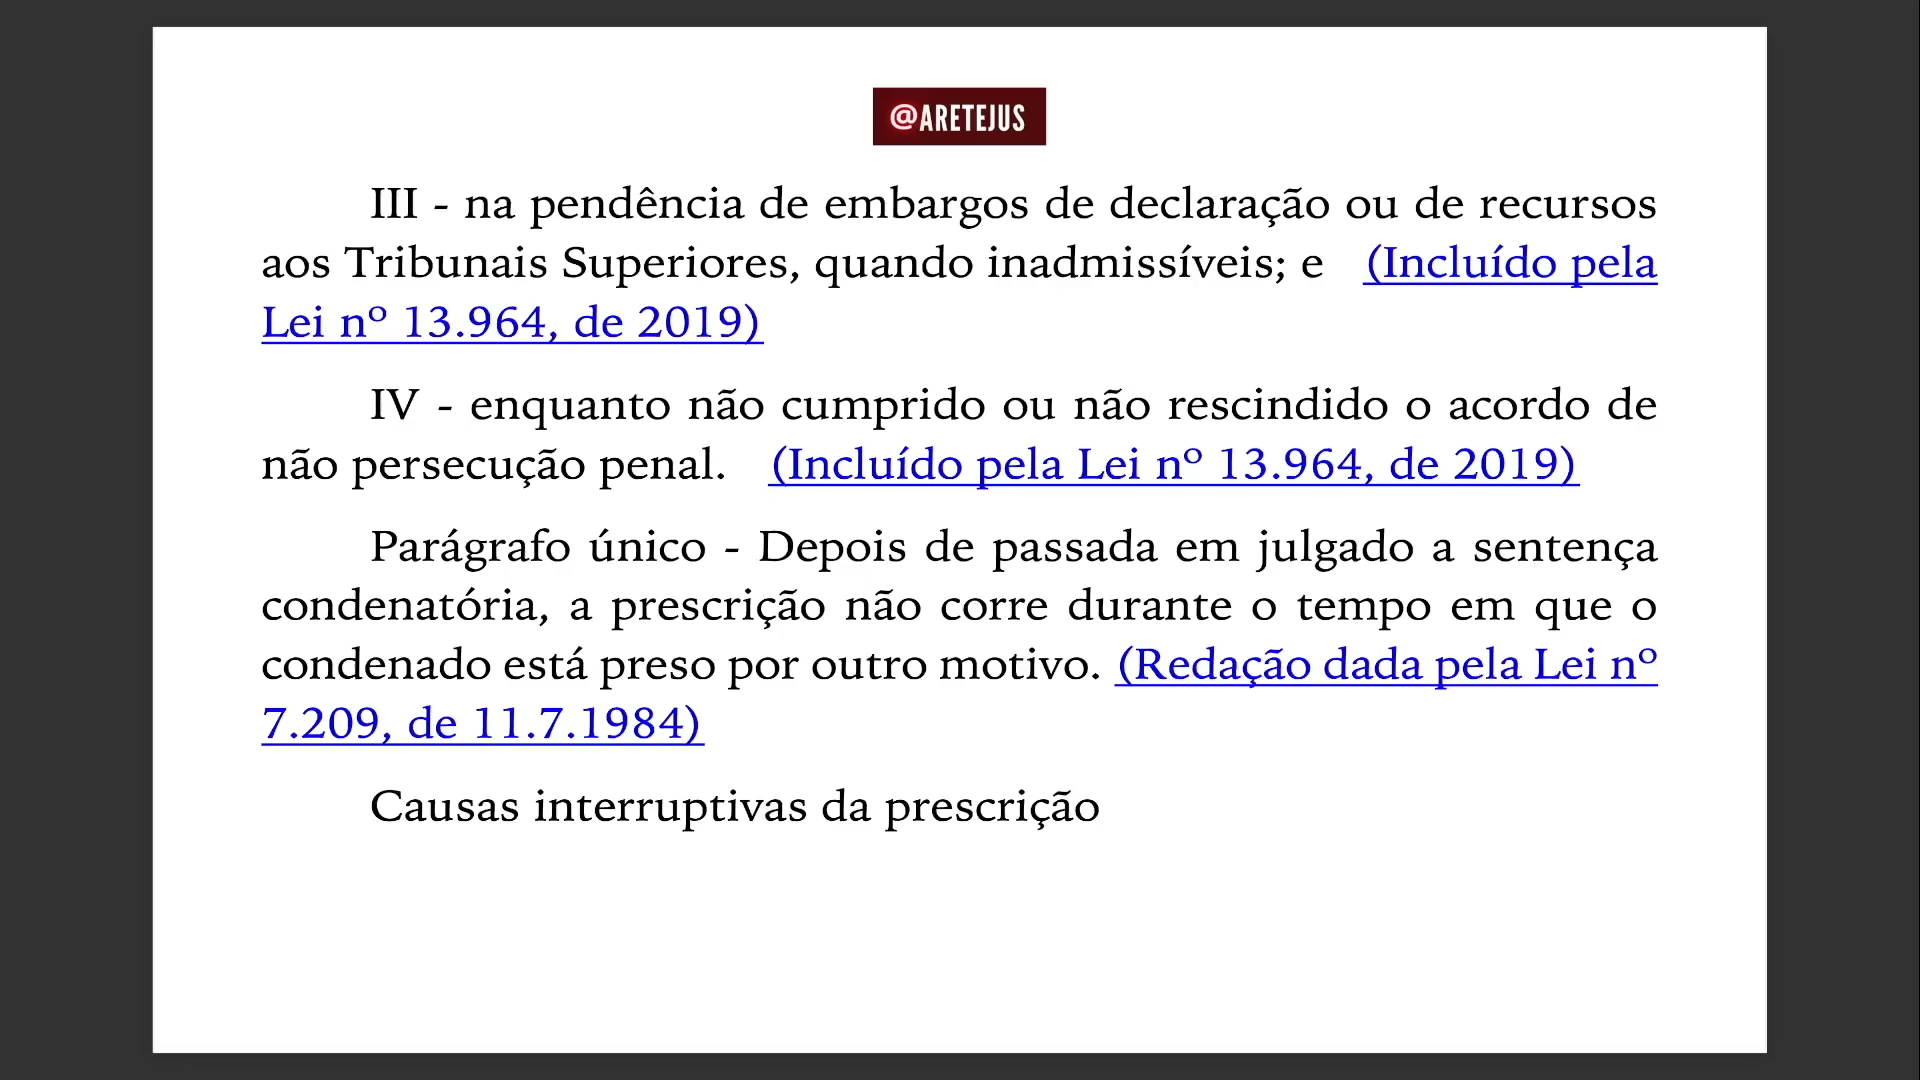 @ARETEJUS
III - na pendência de embargos de declaração ou de recursos
aos Tribunais Superiores, quando inadmissíveis; e (Incluído pela
Lei nº 13.964, de 2019)
IV - enquanto não cumprido ou não rescindido o acordo de
não persecução penal. (Incluído pela Lei nº 13.964, de 2019)
Parágrafo único - Depois de passada em julgado a sentença
condenatória, a prescrição não corre durante o tempo em que o
condenado está preso por outro motivo. (Redação dada pela Lei nº
7.209, de 11.7.1984)
Causas interruptivas da prescrição